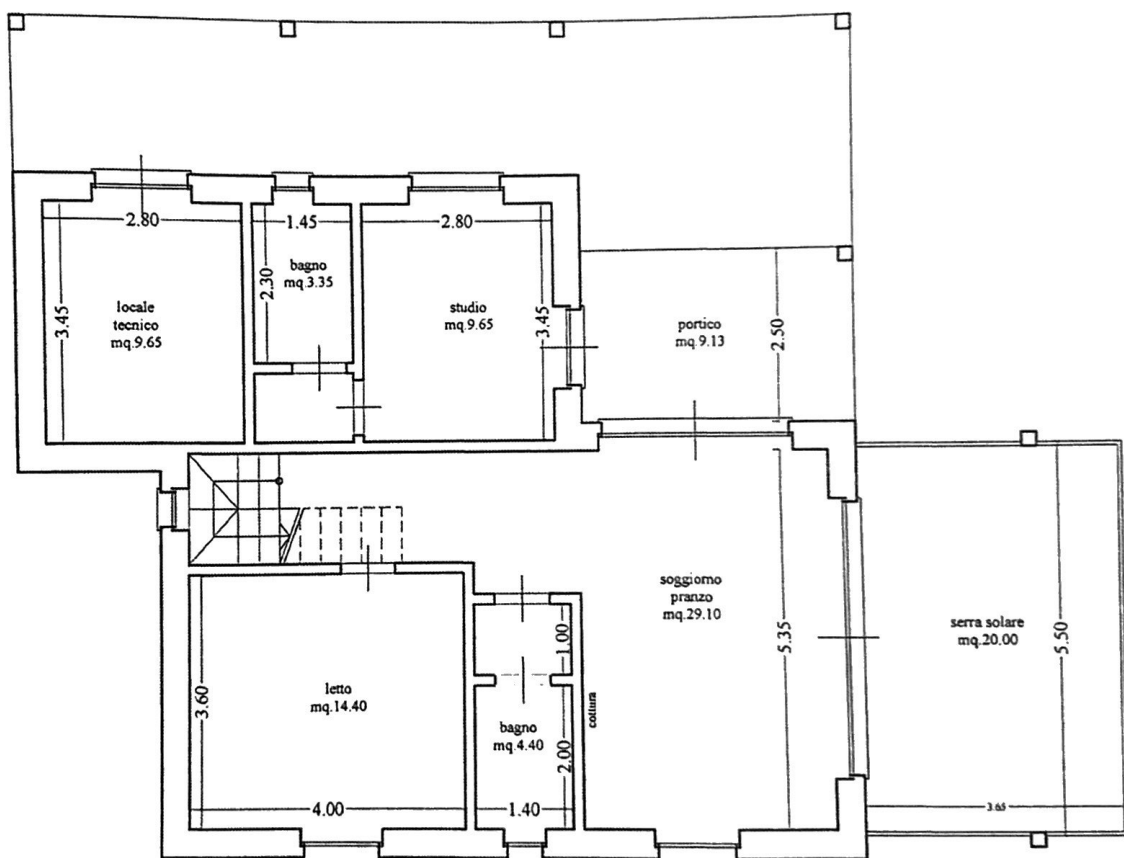 2.80
1.45
2.80
bagno
mq.3.35
2.30
locale
tecnico
mq.9.65
3.45
studio
mq.9.65
3.45
portico
mq.9.13
2.50
soggiorno
pranzo
mq.29.10
5.35
serra solare
mq.20.00
5.50
3.65
letto
mq.14.40
3.60
4.00
1.00
bagno
mq.4.40
2.00
1.40
cottura